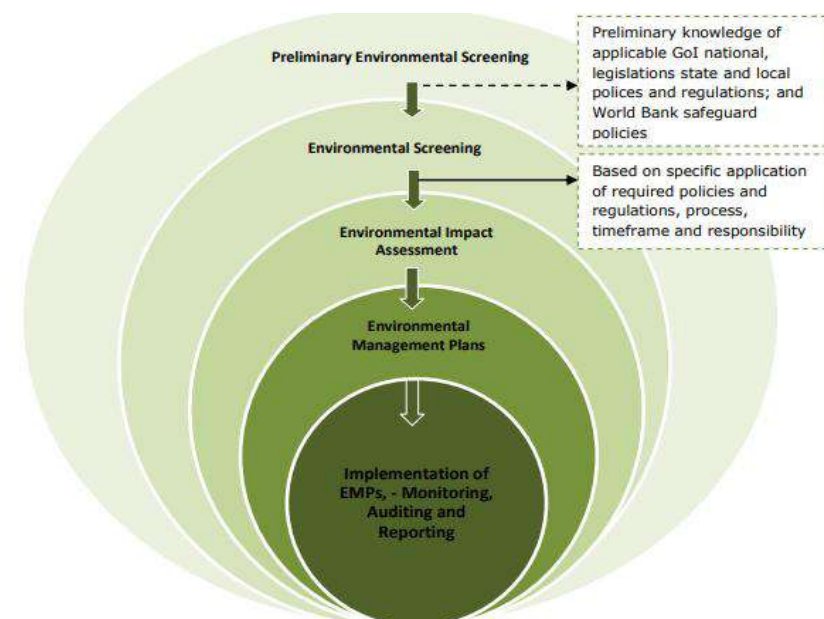 Preliminary Environmental Screening
Preliminary knowledge of
applicable GoI national,
legislations state and local
polices and regulations; and
World Bank safeguard
policies
Environmental Screening
Based on specific application
of required policies and
regulations, process,
timeframe and responsibility
Environmental Impact
Assessment
Environmental
Management Plans
Implementation of
EMPs, - Monitoring,
Auditing and
Reporting